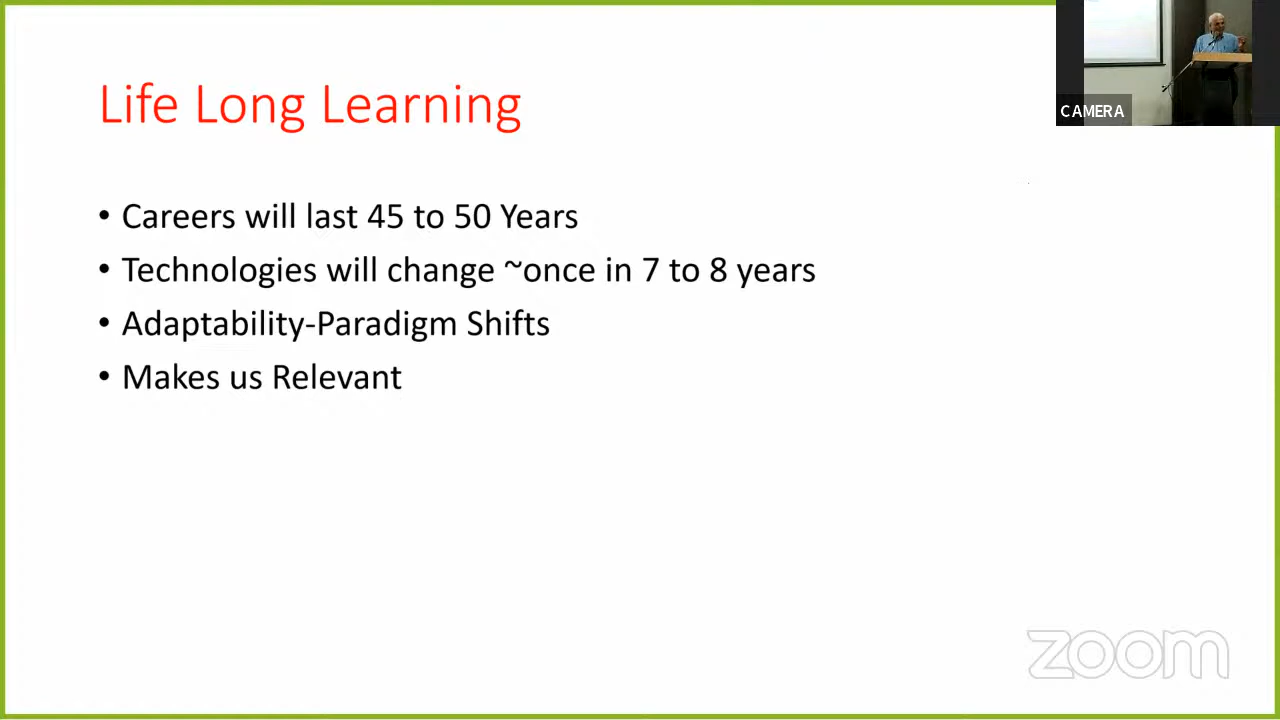 Life Long Learning
• Careers will last 45 to 50 Years
• Technologies will change ~once in 7 to 8 years
• Adaptability-Paradigm Shifts
• Makes us Relevant
CAMERA
zoom